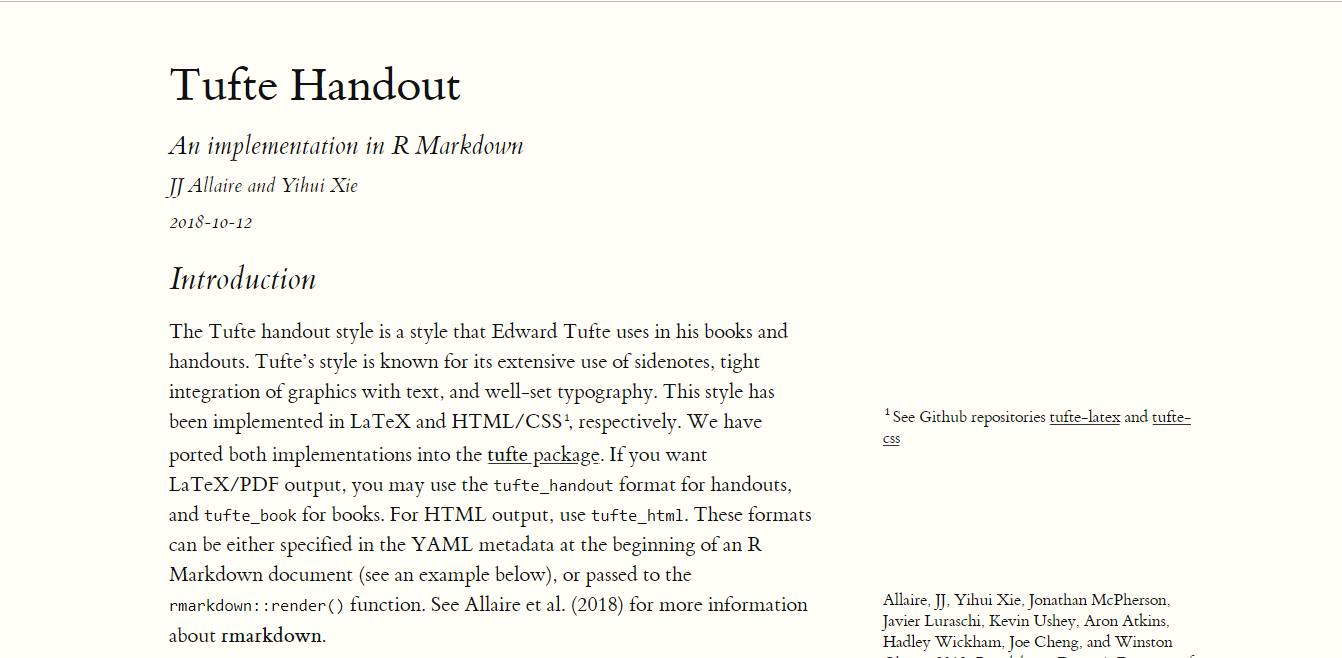 Tufte Handout
An implementation in R Markdown
JJ Allaire and Yihui Xie
2018-10-12
Introduction
The Tufte handout style is a style that Edward Tufte uses in his books and
handouts. Tufte’s style is known for its extensive use of sidenotes, tight
integration of graphics with text, and well-set typography. This style has
been implemented in LaTeX and HTML/CSS¹, respectively. We have
ported both implementations into the tufte package. If you want
LaTeX/PDF output, you may use the tufte_handout format for handouts,
and tufte_book for books. For HTML output, use tufte_html. These formats
can be either specified in the YAML metadata at the beginning of an R
Markdown document (see an example below), or passed to the
rmarkdown::render() function. See Allaire et al. (2018) for more information
about rmarkdown.
¹ See Github repositories tufte-latex and tufte-
css
Allaire, JJ, Yihui Xie, Jonathan McPherson,
Javier Luraschi, Kevin Ushey, Aron Atkins,
Hadley Wickham, Joe Cheng, and Winston